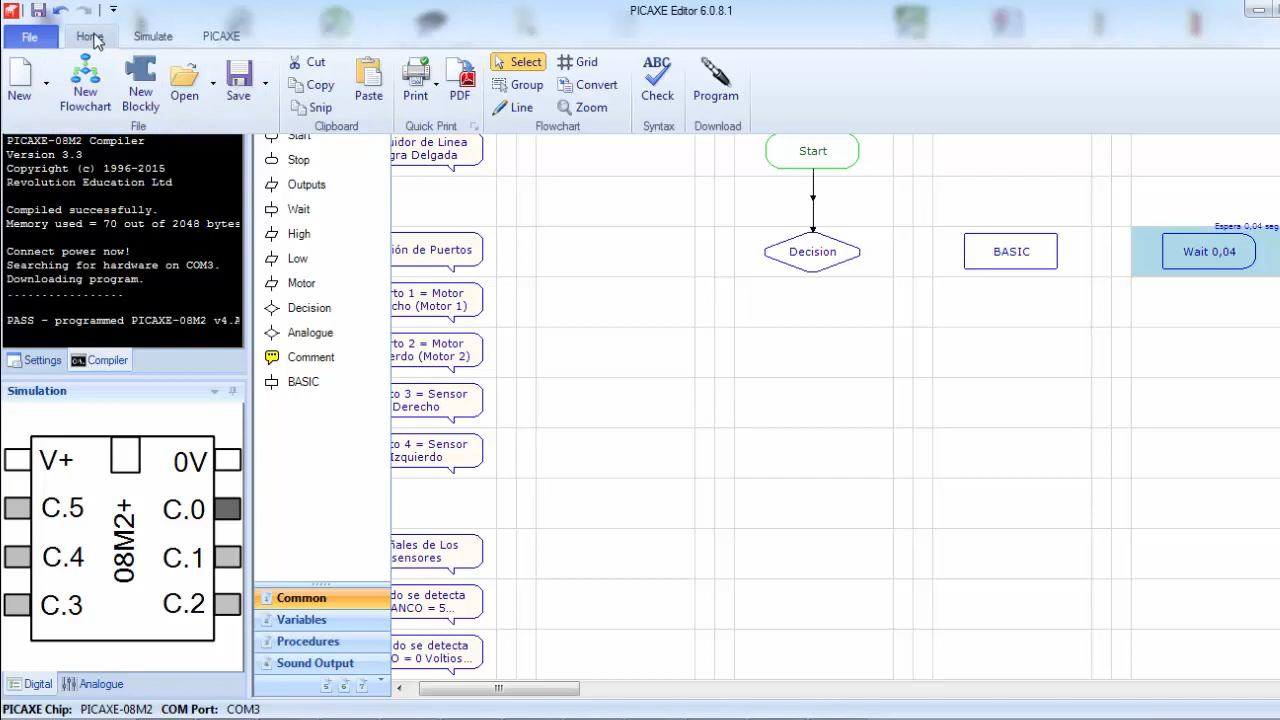 PICAXE Editor 6.0.8.1
File
Home
Simulate
PICAXE
New
New
Flowchart
New
Blockly
Open
Save
Cut
Copy
Snip
Paste
Print
PDF
Select
Group
Line
Grid
Convert
Zoom
ABC
Check
Program
File
Clipboard
Quick Print
Flowchart
Syntax
Download
PICAXE-08M2 Compiler
Version 3.3
Copyright (c) 1996-2015
Revolution Education Ltd
Compiled successfully.
Memory used = 70 out of 2048 bytes
Connect power now!
Searching for hardware on COM3.
Downloading program.
-----------------
PASS - programmed PICAXE-08M2 v4.A
Settings
Compiler
Simulation
V+
0V
C.5
C.0
C.4
C.1
C.3
C.2
08M2+
Digital
Analogue
Start
Stop
Outputs
Wait
High
Low
Motor
Decision
Analogue
Comment
BASIC
Common
Variables
Procedures
Sound Output
uidor de Linea
gra Delgada
ión de Puertos
rto 1 = Motor
cho (Motor 1)
rto 2 = Motor
ierdo (Motor 2)
to 3 = Sensor
Derecho
to 4 = Sensor
Izquierdo
ñales de Los
sensores
do se detecta
ANCO = 5...
do se detecta
O = 0 Voltios...
Start
Decision
BASIC
Espera 0,04 seg
Wait 0,04
PICAXE Chip: PICAXE-08M2
COM Port: COM3